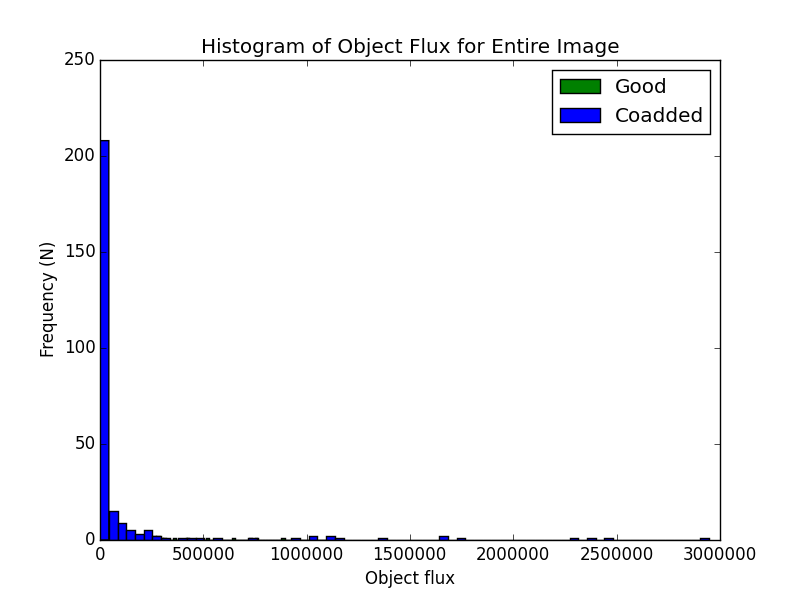 Histogram of Object Flux for Entire Image
250
200
150
100
50
0
Frequency (N)
Good
Coadded
0 500000 1000000 1500000 2000000 2500000 3000000
Object flux